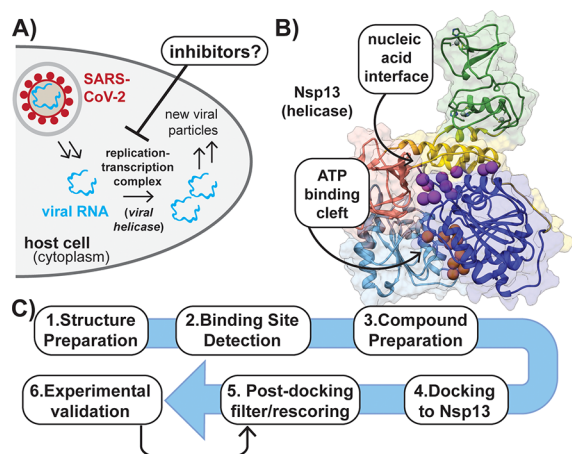 A)
inhibitors?
SARS-
CoV-2
new viral
particles
replication-
transcription
complex
viral RNA
(viral
helicase)
host cell
(cytoplasm)
B)
nucleic
acid
interface
Nsp13
(helicase)
ATP
binding
cleft
C)
1.Structure
Preparation
2.Binding Site
Detection
3.Compound
Preparation
6.Experimental
validation
5. Post-docking
filter/rescoring
4.Docking
to Nsp13